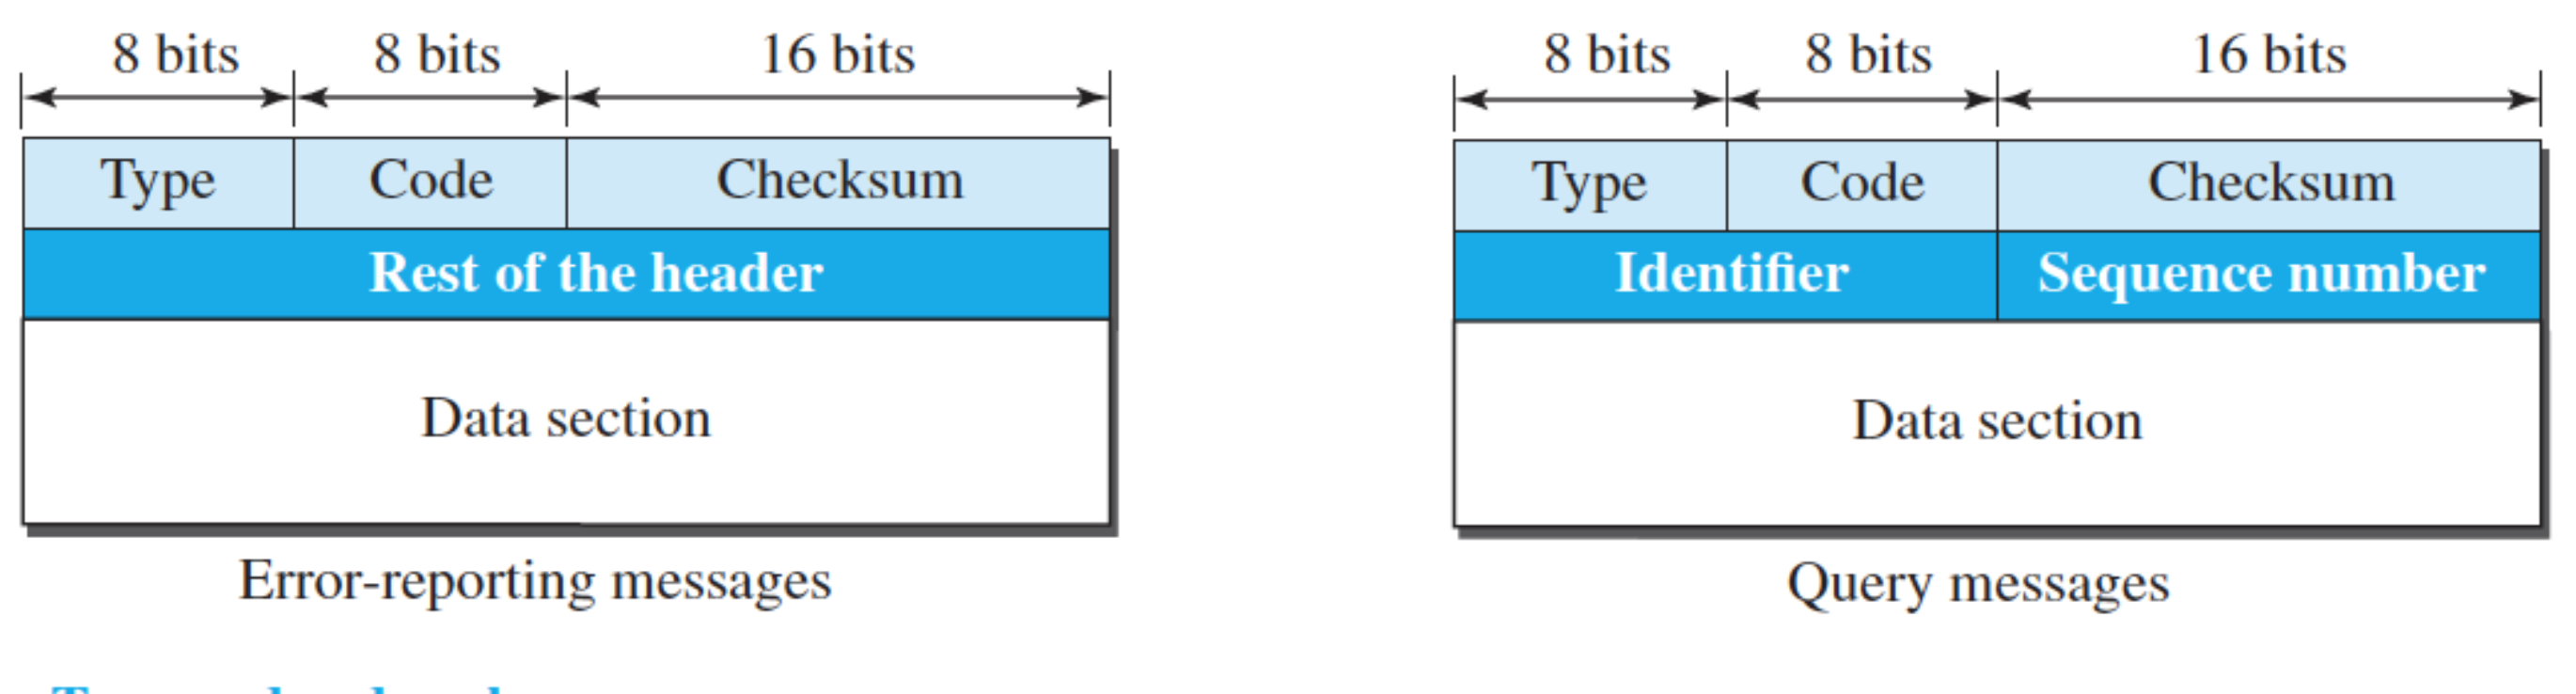 8 bits 8 bits 16 bits
Type Code Checksum
Rest of the header
Data section
Error-reporting messages
8 bits 8 bits 16 bits
Type Code Checksum
Identifier Sequence number
Data section
Query messages